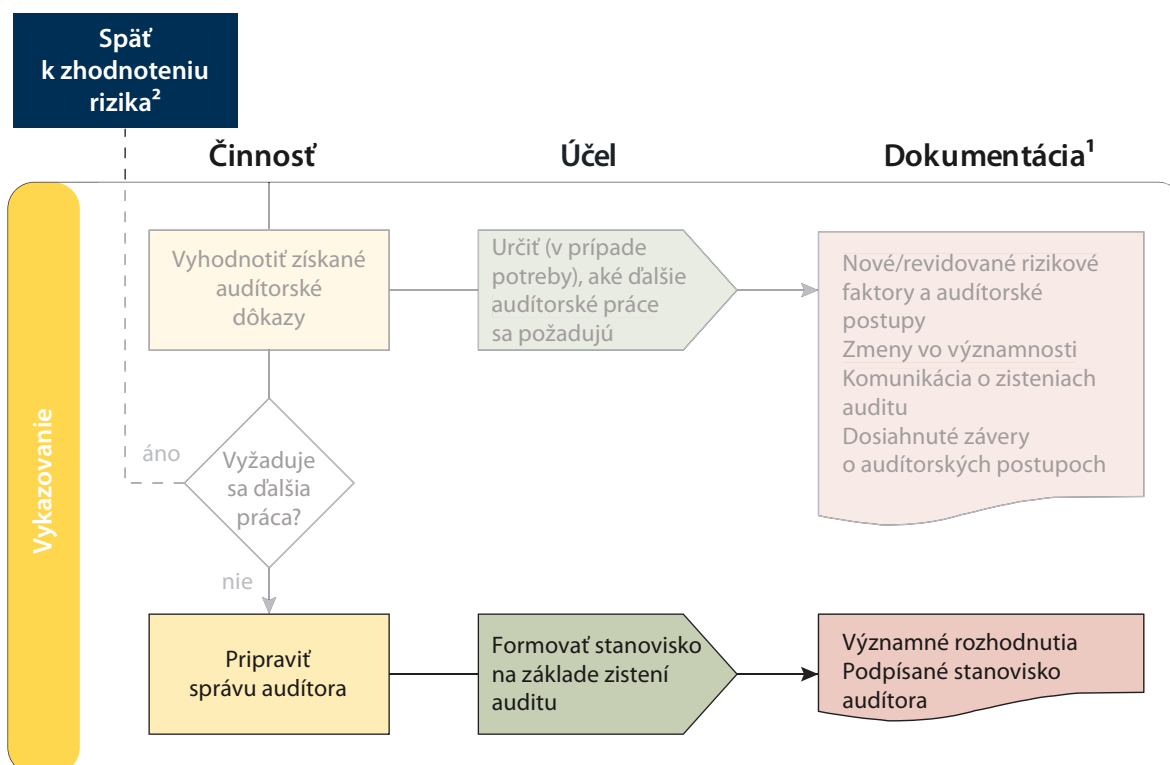 Späť
k zhodnoteniu
rizika²
Činnosť
Účel
Dokumentácia¹
Vykazovanie
Vyhodnotiť získané
audítorské
dôkazy
Určiť (v prípade
potreby), aké ďalšie
audítorské práce
sa požadujú
Nové/revidované rizikové
faktory a audítorské
postupy
Zmeny vo významnosti
Komunikácia o zisteniach
auditu
Dosiahnuté závery
o audítorských postupoch
áno
Vyžaduje
sa ďalšia
práca?
nie
Pripraviť
správu audítora
Formovať stanovisko
na základe zistení
auditu
Významné rozhodnutia
Podpísané stanovisko
audítora